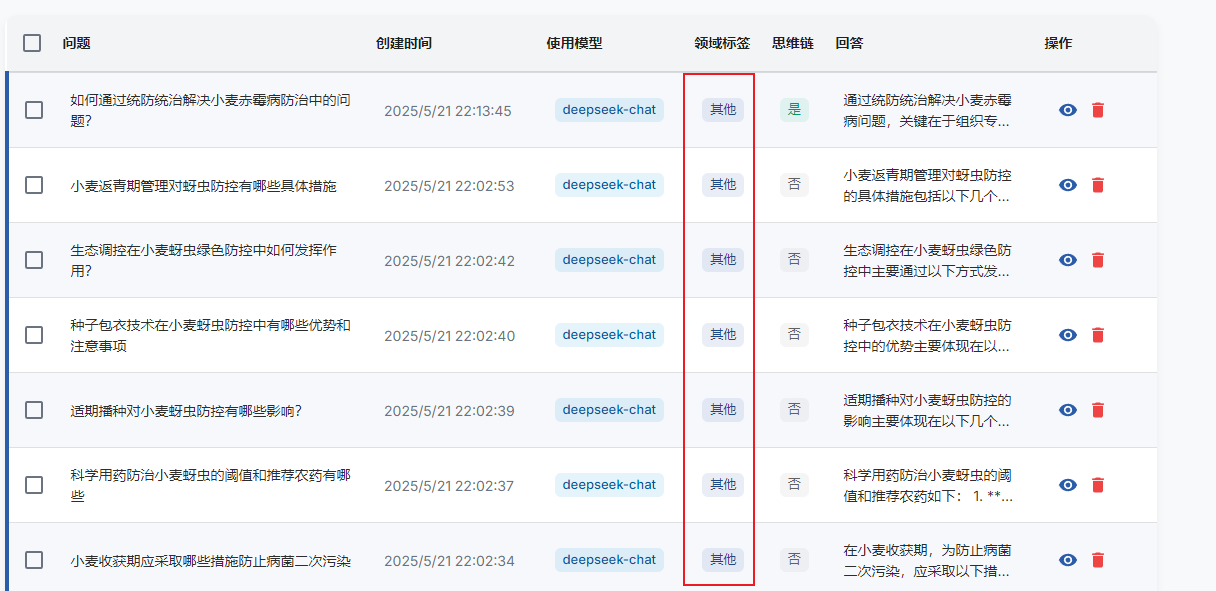 问题 创建时间 使用模型 领域标签 思维链 回答 操作
如何通过统防统治解决小麦赤霉病防治中的问
题?
2025/5/21 22:13:45 deepseek-chat 其他 是
通过统防统治解决小麦赤霉
病问题，关键在于组织专...
小麦返青期管理对蚜虫防控有哪些具体措施
2025/5/21 22:02:53 deepseek-chat 其他 否
小麦返青期管理对蚜虫防控
的具体措施包括以下几个...
生态调控在小麦蚜虫绿色防控中如何发挥作
用?
2025/5/21 22:02:42 deepseek-chat 其他 否
生态调控在小麦蚜虫绿色防
控中主要通过以下方式发...
种子包衣技术在小麦蚜虫防控中有哪些优势和
注意事项
2025/5/21 22:02:40 deepseek-chat 其他 否
种子包衣技术在小麦蚜虫防
控中的优势主要体现在以...
适期播种对小麦蚜虫防控有哪些影响?
2025/5/21 22:02:39 deepseek-chat 其他 否
适期播种对小麦蚜虫防控的
影响主要体现在以下几个...
科学用药防治小麦蚜虫的阈值和推荐农药有哪
些
2025/5/21 22:02:37 deepseek-chat 其他 否
科学用药防治小麦蚜虫的阈
值和推荐农药如下： 1. **...
小麦收获期应采取哪些措施防止病菌二次污染
2025/5/21 22:02:34 deepseek-chat 其他 否
在小麦收获期，为防止病菌
二次污染，应采取以下措...